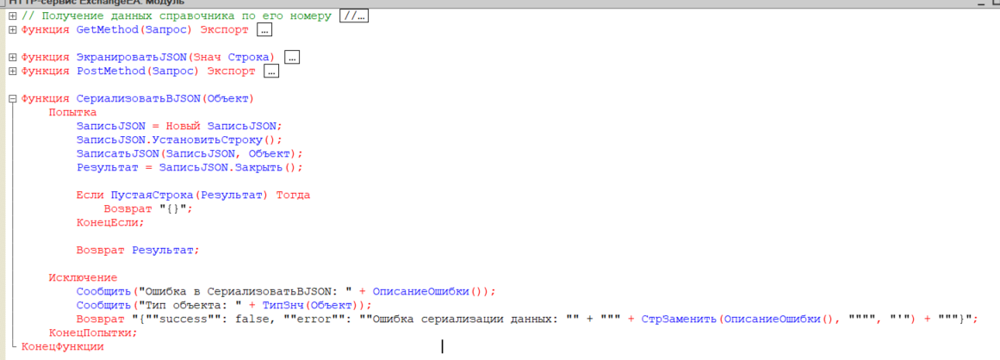 HTTP-сервис ExchangeEA: Модуль
// Получение данных справочника по его номеру //...
Функция GetMethod(Запрос) Экспорт ...
Функция ЭкранироватьJSON(Знач Строка) ...
Функция PostMethod(Запрос) Экспорт ...
Функция СериализоватьВJSON(Объект)
Попытка
ЗаписьJSON = Новый ЗаписьJSON;
ЗаписьJSON.УстановитьСтроку();
ЗаписатьJSON(ЗаписьJSON, Объект);
Результат = ЗаписьJSON.Закрыть();
Если ПустаяСтрока(Результат) Тогда
Возврат "{}";
КонецЕсли;
Возврат Результат;
Исключение
Сообщить("Ошибка в СериализоватьВJSON: " + ОписаниеОшибки());
Сообщить("Тип объекта: " + ТипЗнч(Объект));
Возврат "{""success"": false, ""error"": ""Ошибка сериализации данных: "" + """ + СтрЗаменить(ОписаниеОшибки(), """", "'") + """}";
КонецПопытки;
КонецФункции